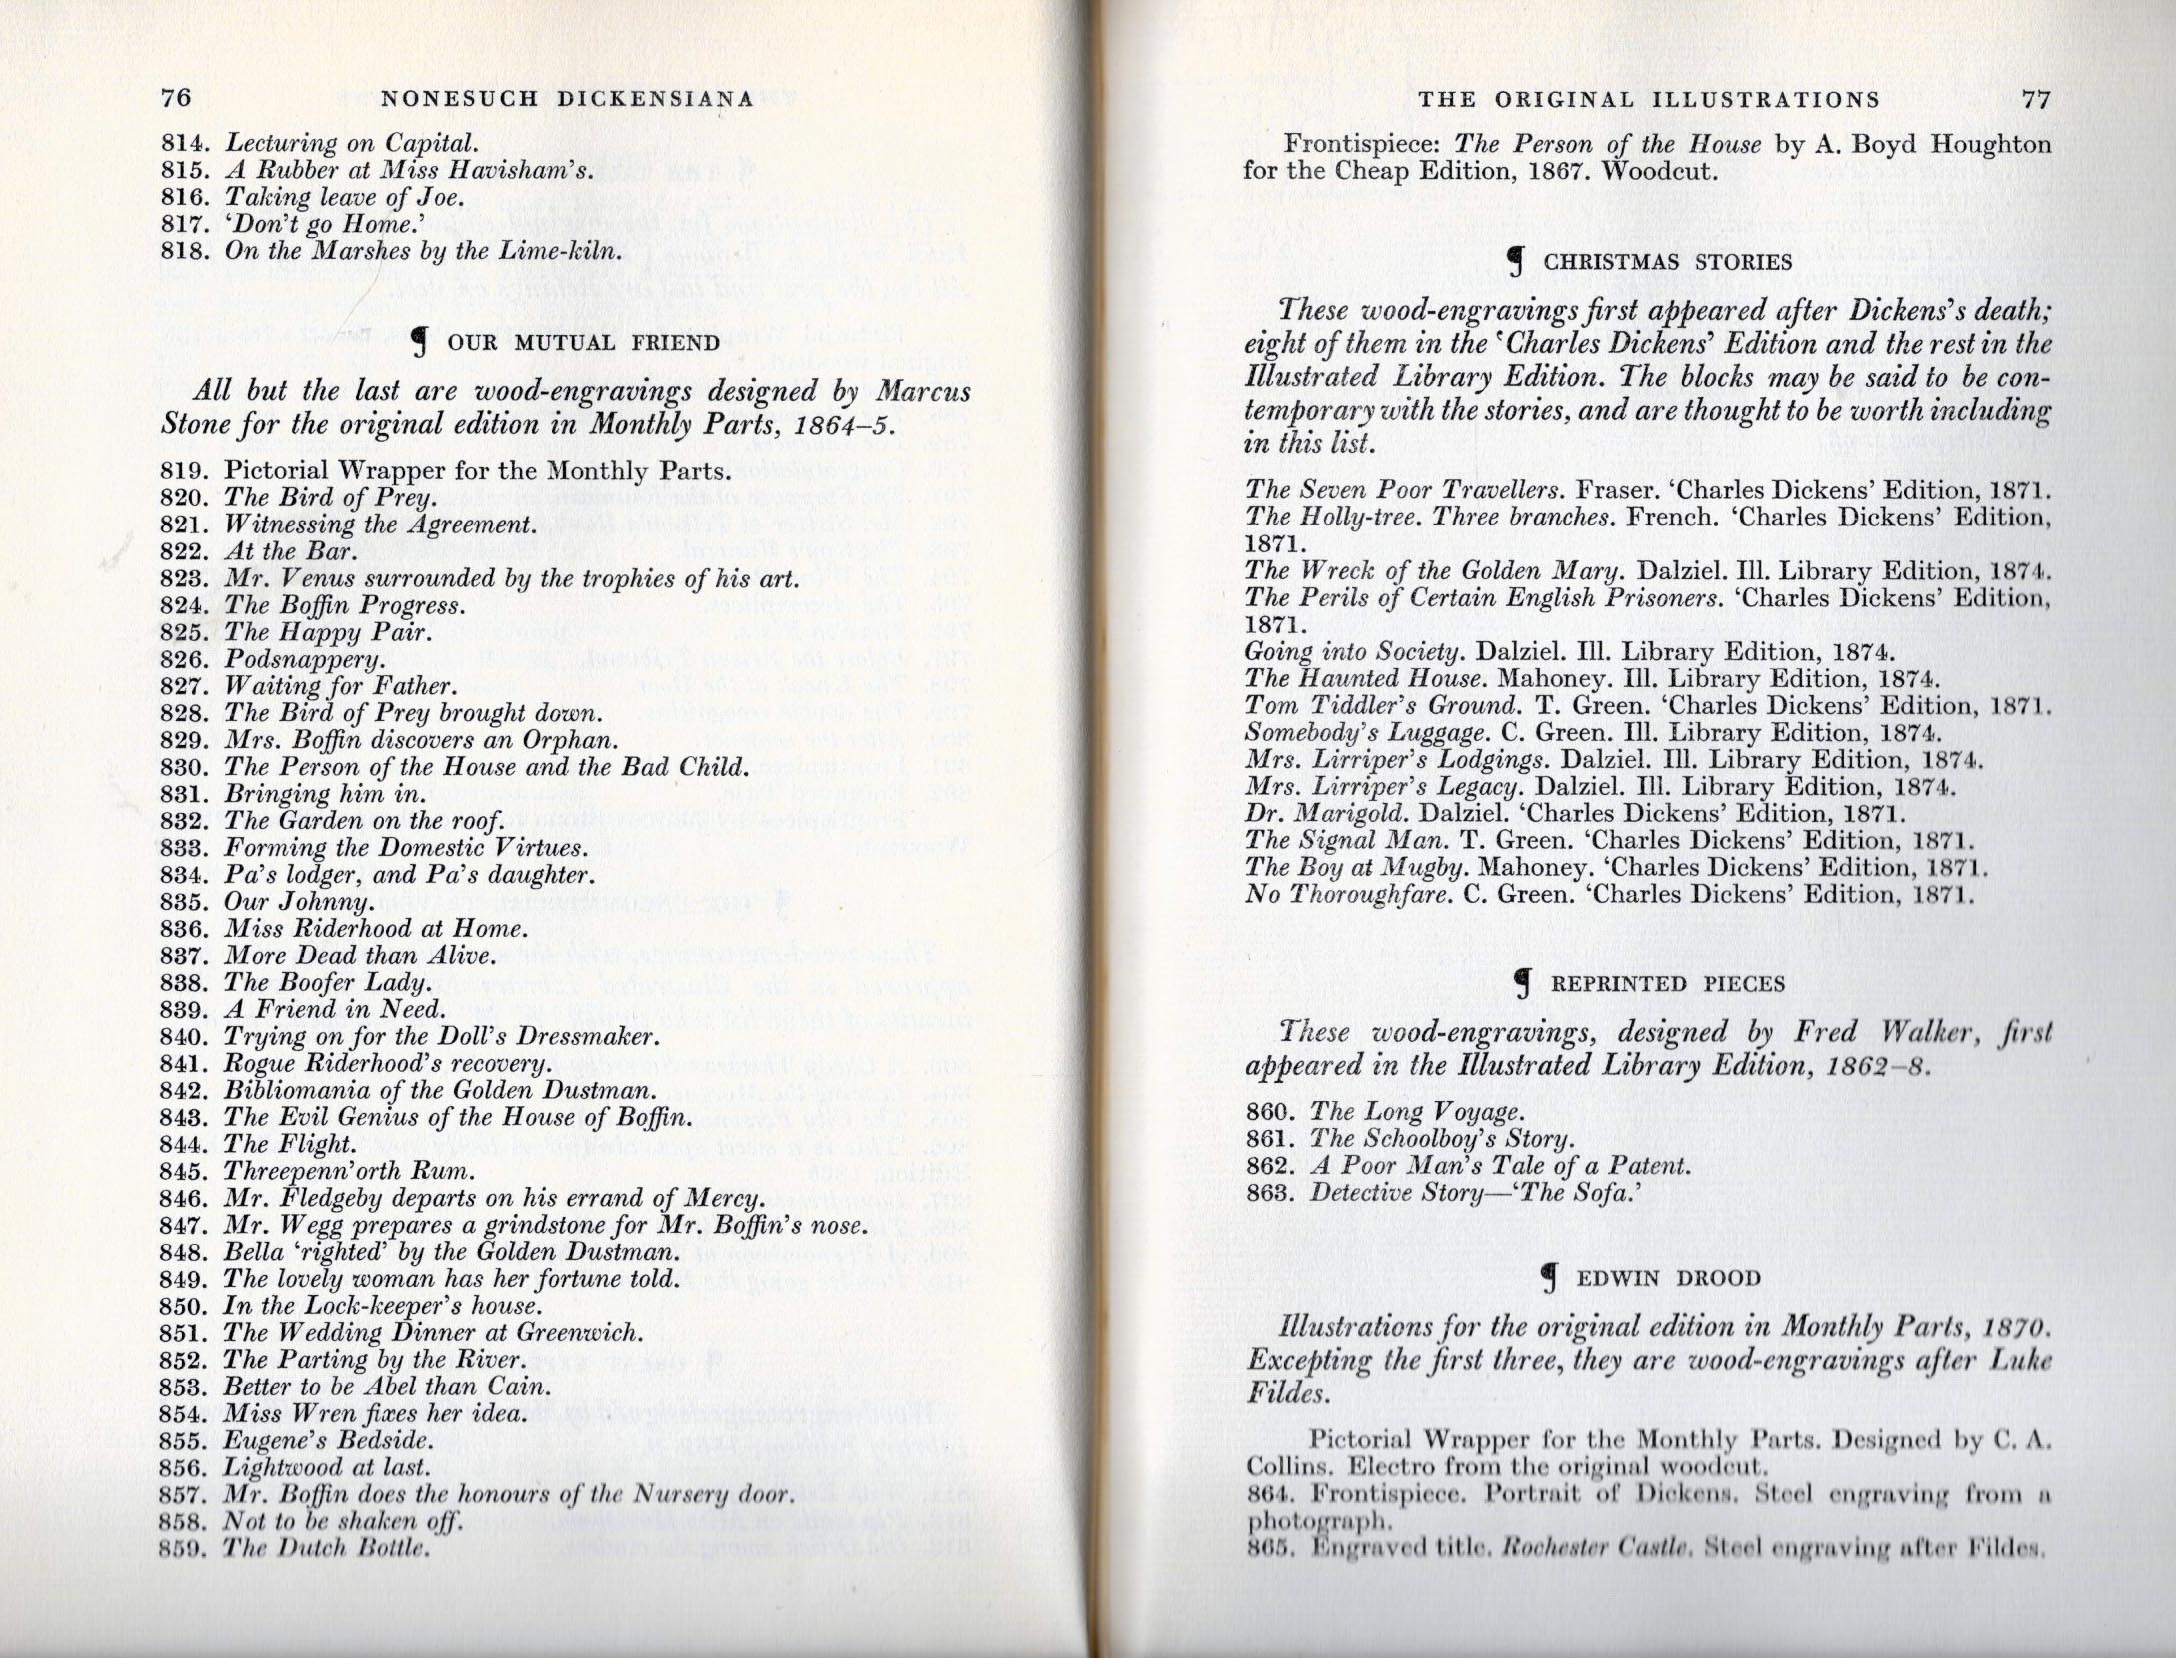 76 NONESUCH DICKENSIANA
814. Lecturing on Capital.
815. A Rubber at Miss Havisham's.
816. Taking leave of Joe.
817. 'Don't go Home.'
818. On the Marshes by the Lime-kiln.
¶ OUR MUTUAL FRIEND
All but the last are wood-engravings designed by Marcus
Stone for the original edition in Monthly Parts, 1864–5.
819. Pictorial Wrapper for the Monthly Parts.
820. The Bird of Prey.
821. Witnessing the Agreement.
822. At the Bar.
823. Mr. Venus surrounded by the trophies of his art.
824. The Boffin Progress.
825. The Happy Pair.
826. Podsnappery.
827. Waiting for Father.
828. The Bird of Prey brought down.
829. Mrs. Boffin discovers an Orphan.
830. The Person of the House and the Bad Child.
831. Bringing him in.
832. The Garden on the roof.
833. Forming the Domestic Virtues.
834. Pa's lodger, and Pa's daughter.
835. Our Johnny.
836. Miss Riderhood at Home.
837. More Dead than Alive.
838. The Boofer Lady.
839. A Friend in Need.
840. Trying on for the Doll's Dressmaker.
841. Rogue Riderhood's recovery.
842. Bibliomania of the Golden Dustman.
843. The Evil Genius of the House of Boffin.
844. The Flight.
845. Threepenn'orth Rum.
846. Mr. Fledgeby departs on his errand of Mercy.
847. Mr. Wegg prepares a grindstone for Mr. Boffin's nose.
848. Bella 'righted' by the Golden Dustman.
849. The lovely woman has her fortune told.
850. In the Lock-keeper's house.
851. The Wedding Dinner at Greenwich.
852. The Parting by the River.
853. Better to be Abel than Cain.
854. Miss Wren fixes her idea.
855. Eugene's Bedside.
856. Lightwood at last.
857. Mr. Boffin does the honours of the Nursery door.
858. Not to be shaken off.
859. The Dutch Bottle.
THE ORIGINAL ILLUSTRATIONS 77
Frontispiece: The Person of the House by A. Boyd Houghton
for the Cheap Edition, 1867. Woodcut.
¶ CHRISTMAS STORIES
These wood-engravings first appeared after Dickens's death;
eight of them in the 'Charles Dickens' Edition and the rest in the
Illustrated Library Edition. The blocks may be said to be con-
temporary with the stories, and are thought to be worth including
in this list.
The Seven Poor Travellers. Fraser. 'Charles Dickens' Edition, 1871.
The Holly-tree. Three branches. French. 'Charles Dickens' Edition,
1871.
The Wreck of the Golden Mary. Dalziel. Ill. Library Edition, 1874.
The Perils of Certain English Prisoners. 'Charles Dickens' Edition,
1871.
Going into Society. Dalziel. Ill. Library Edition, 1874.
The Haunted House. Mahoney. Ill. Library Edition, 1874.
Tom Tiddler's Ground. T. Green. 'Charles Dickens' Edition, 1871.
Somebody's Luggage. C. Green. Ill. Library Edition, 1874.
Mrs. Lirriper's Lodgings. Dalziel. Ill. Library Edition, 1874.
Mrs. Lirriper's Legacy. Dalziel. Ill. Library Edition, 1874.
Dr. Marigold. Dalziel. 'Charles Dickens' Edition, 1871.
The Signal Man. T. Green. 'Charles Dickens' Edition, 1871.
The Boy at Mugby. Mahoney. 'Charles Dickens' Edition, 1871.
No Thoroughfare. C. Green. 'Charles Dickens' Edition, 1871.
¶ REPRINTED PIECES
These wood-engravings, designed by Fred Walker, first
appeared in the Illustrated Library Edition, 1862–8.
860. The Long Voyage.
861. The Schoolboy's Story.
862. A Poor Man's Tale of a Patent.
863. Detective Story—'The Sofa.'
¶ EDWIN DROOD
Illustrations for the original edition in Monthly Parts, 1870.
Excepting the first three, they are wood-engravings after Luke
Fildes.
Pictorial Wrapper for the Monthly Parts. Designed by C. A.
Collins. Electro from the original woodcut.
864. Frontispiece. Portrait of Dickens. Steel engraving from a
photograph.
865. Engraved title. Rochester Castle. Steel engraving after Fildes.